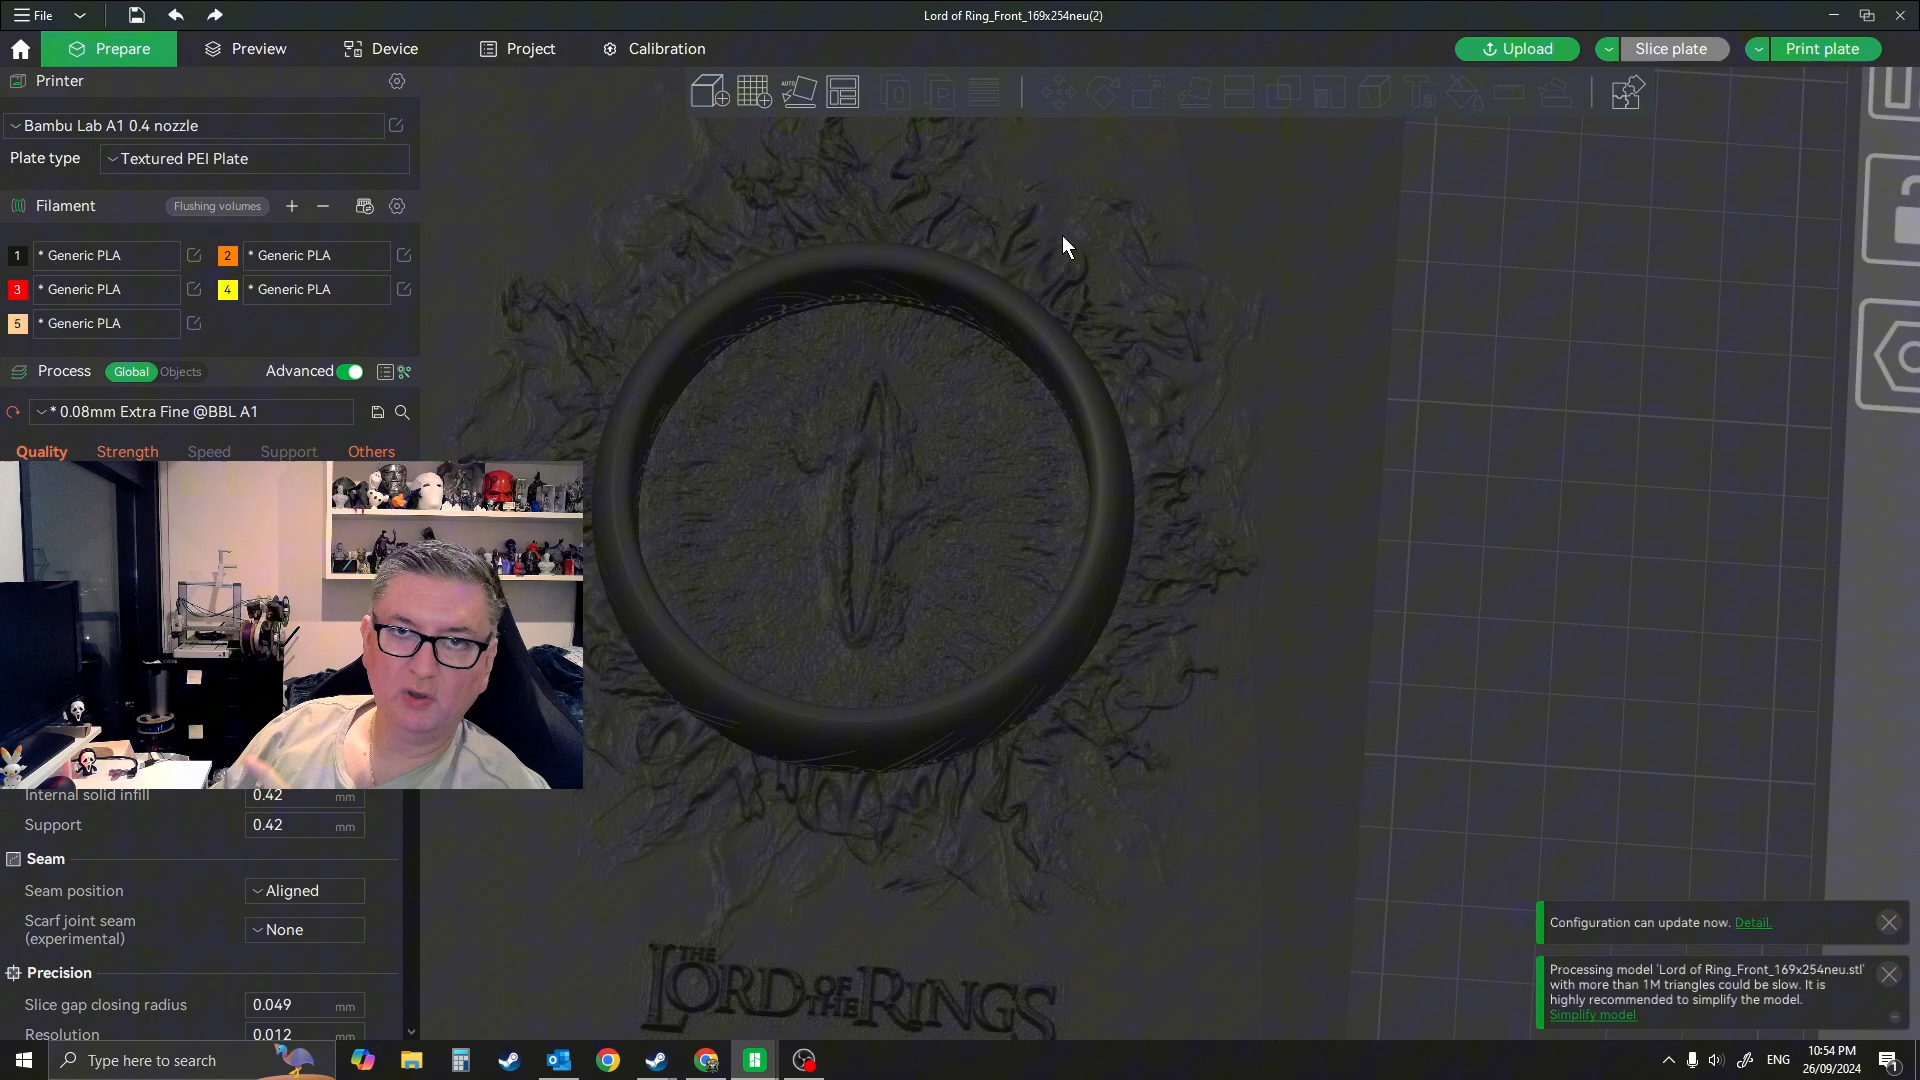 File
Lord of Ring_Front_169x254neu(2)
Prepare
Preview
Device
Project
Calibration
Upload
Slice plate
Print plate
Printer
Bambu Lab A1 0.4 nozzle
Plate type
Textured PEI Plate
AUTO
Filament
Flushing volumes
1 * Generic PLA
2 * Generic PLA
3 * Generic PLA
4 * Generic PLA
5 * Generic PLA
Process
Global
Objects
Advanced
* 0.08mm Extra Fine @BBL A1
Quality
Strength
Speed
Support
Others
Internal solid infill 0.42 mm
Support 0.42 mm
Seam
Seam position Aligned
Scarf joint seam
(experimental) None
Precision
Slice gap closing radius 0.049 mm
Resolution 0.012 mm
THE
LORD OF THE RINGS
Configuration can update now. Detail.
Processing model 'Lord of Ring_Front_169x254neu.stl'
with more than 1M triangles could be slow. It is
highly recommended to simplify the model.
Simplify model
Type here to search
ENG
10:54 PM
26/09/2024
1